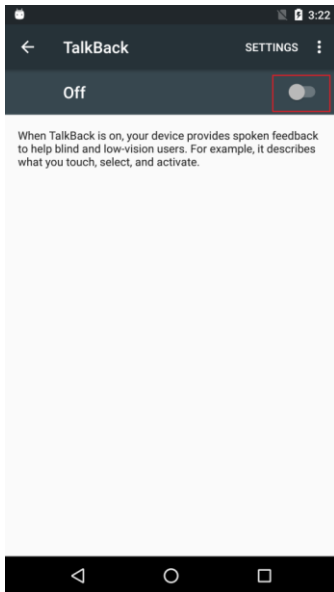 3:22
TalkBack
SETTINGS
Off
When TalkBack is on, your device provides spoken feedback
to help blind and low-vision users. For example, it describes
what you touch, select, and activate.